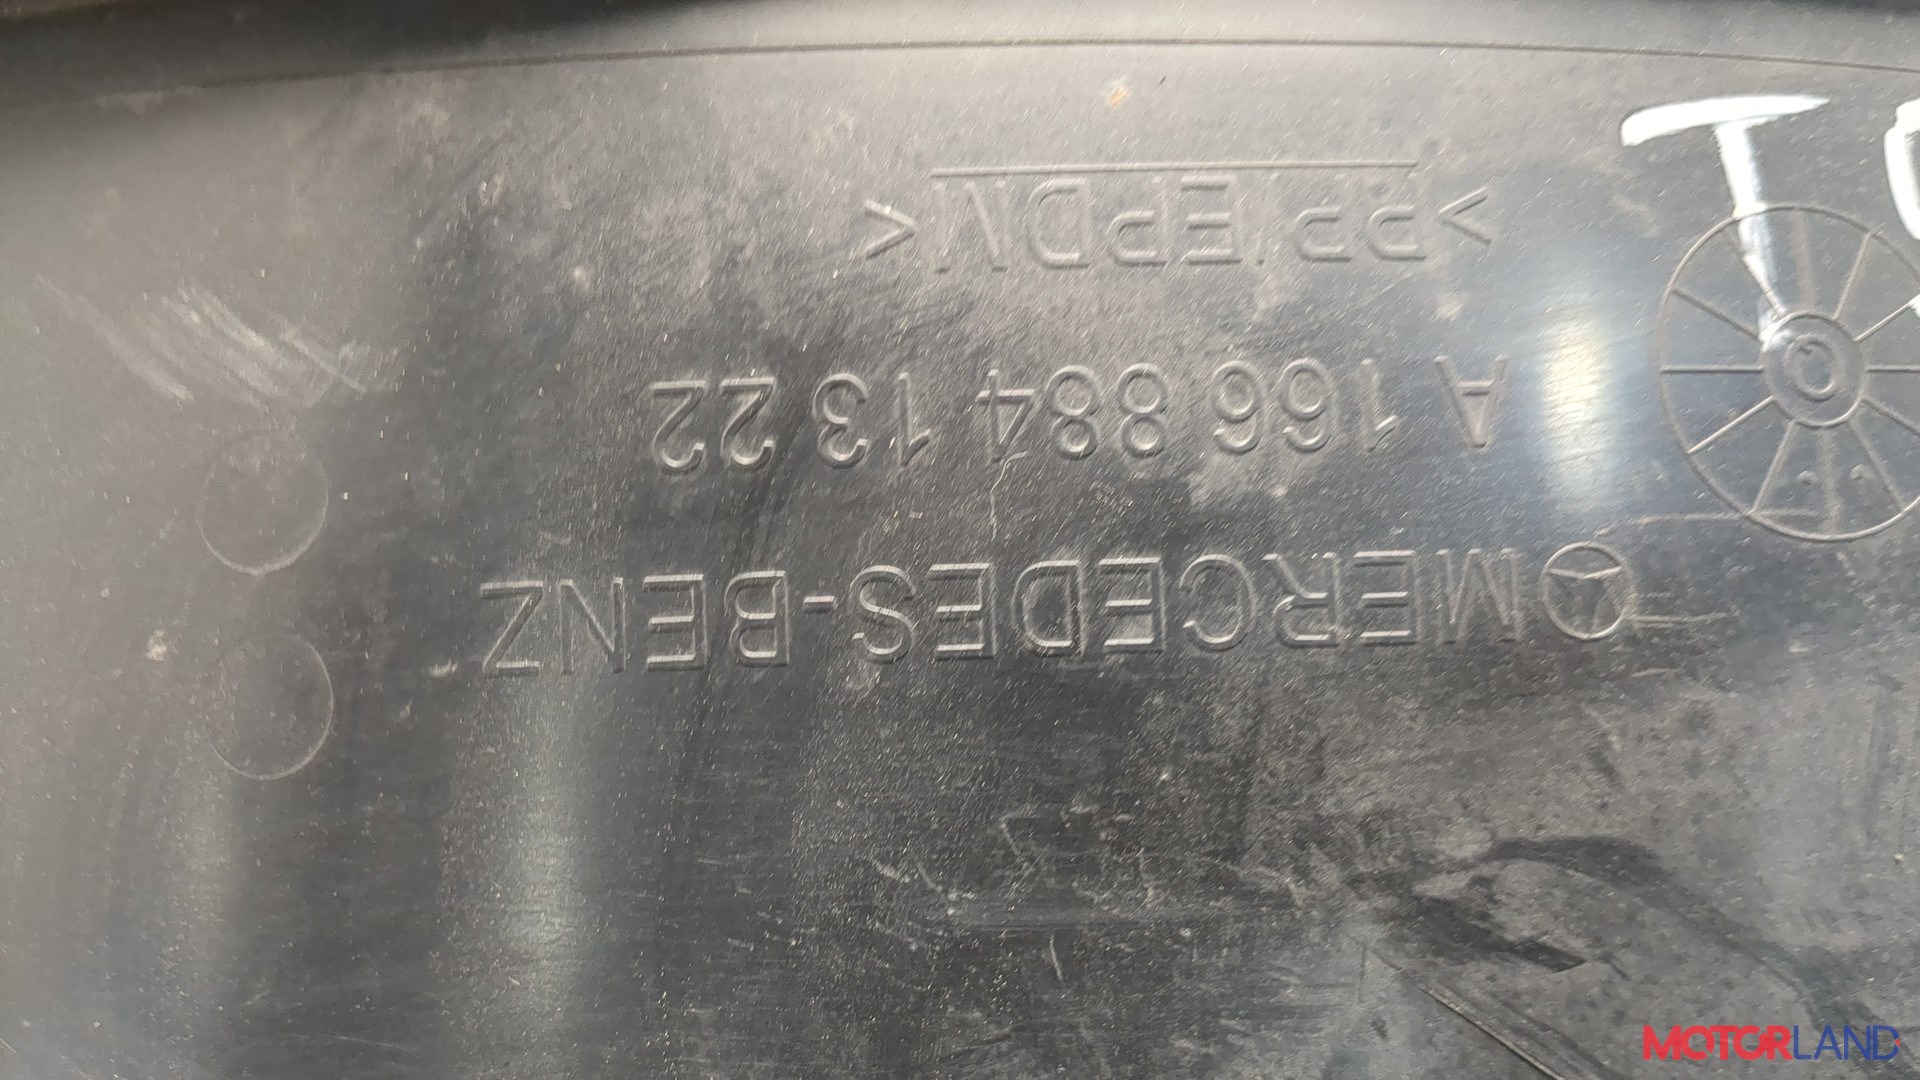 MERCEDES-BENZ
A 166 884 13 22
>PP/EPDM<
MOTORLAND